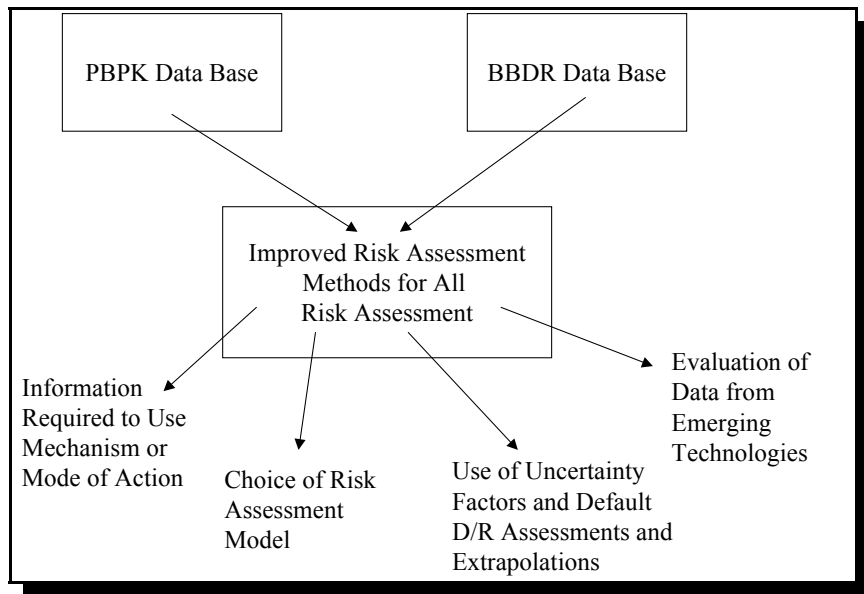 PBPK Data Base
BBDR Data Base
Improved Risk Assessment
Methods for All
Risk Assessment
Information
Required to Use
Mechanism or
Mode of Action
Choice of Risk
Assessment
Model
Use of Uncertainty
Factors and Default
D/R Assessments and
Extrapolations
Evaluation of
Data from
Emerging
Technologies